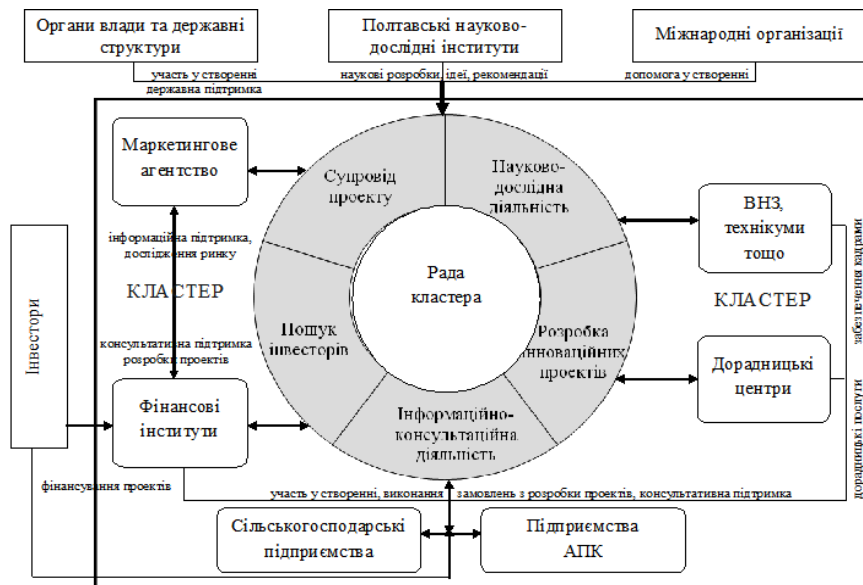 Органи влади та державні
структури
Полтавські науково-
дослідні інститути
Міжнародні організації
участь у створенні
державна підтримка
наукові розробки, ідеї, рекомендації
допомога у створенні
Маркетингове
агентство
Супровід
проекту
Науково-
дослідна
діяльність
ВНЗ,
технікуми
тощо
інформаційна підтримка,
дослідження ринку
КЛАСТЕР
Рада
кластера
КЛАСТЕР
забезпечення кадрами
Інвестори
Пошук
інвесторів
Розробка
інноваційних
проектів
консультативна підтримка
розробки проектів
Дорадницькі
центри
Фінансові
інститути
Інформаційно-
консультаційна
діяльність
дорадницькі послуги
фінансування проектів
участь у створенні, виконання замовлень з розробки проектів, консультативна підтримка
Сільськогосподарські
підприємства
Підприємства
АПК